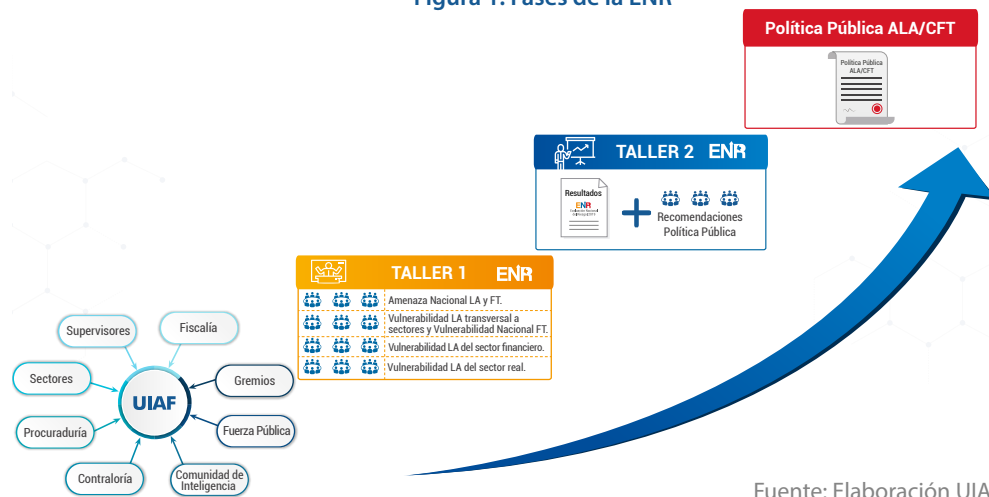 Figura 1. Fases de la ENR
Política Pública ALA/CFT
Política Pública
ALA/CFT
TALLER 2 ENR
Resultados
ENR
+
Recomendaciones
Política Pública
TALLER 1 ENR
Amenaza Nacional LA y FT.
Vulnerabilidad LA transversal a
sectores y Vulnerabilidad Nacional FT.
Vulnerabilidad LA del sector financiero.
Vulnerabilidad LA del sector real.
Supervisores
Fiscalía
Sectores
Gremios
UIAF
Procuraduría
Fuerza Pública
Contraloría
Comunidad de
Inteligencia
Fuente: Elaboración UIA